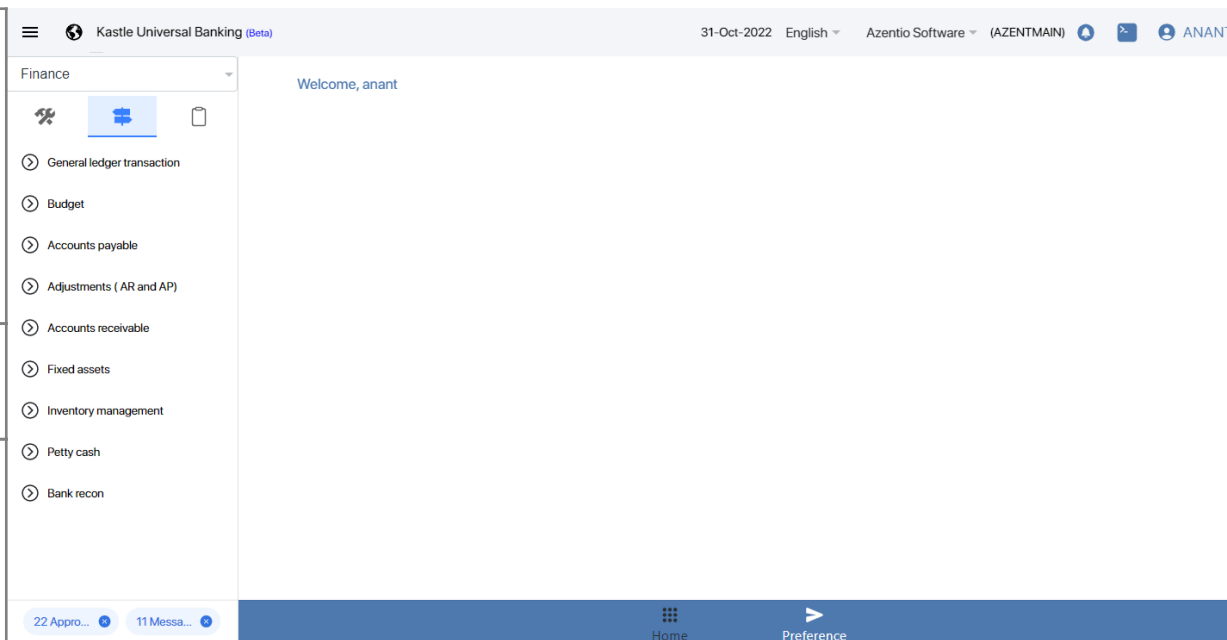 Kastle Universal Banking (Beta)
31-Oct-2022 English Azentio Software (AZENTMAIN) ANANT
Finance
Welcome, anant
General ledger transaction
Budget
Accounts payable
Adjustments ( AR and AP)
Accounts receivable
Fixed assets
Inventory management
Petty cash
Bank recon
22 Appro... 11 Messa...
Home Preference